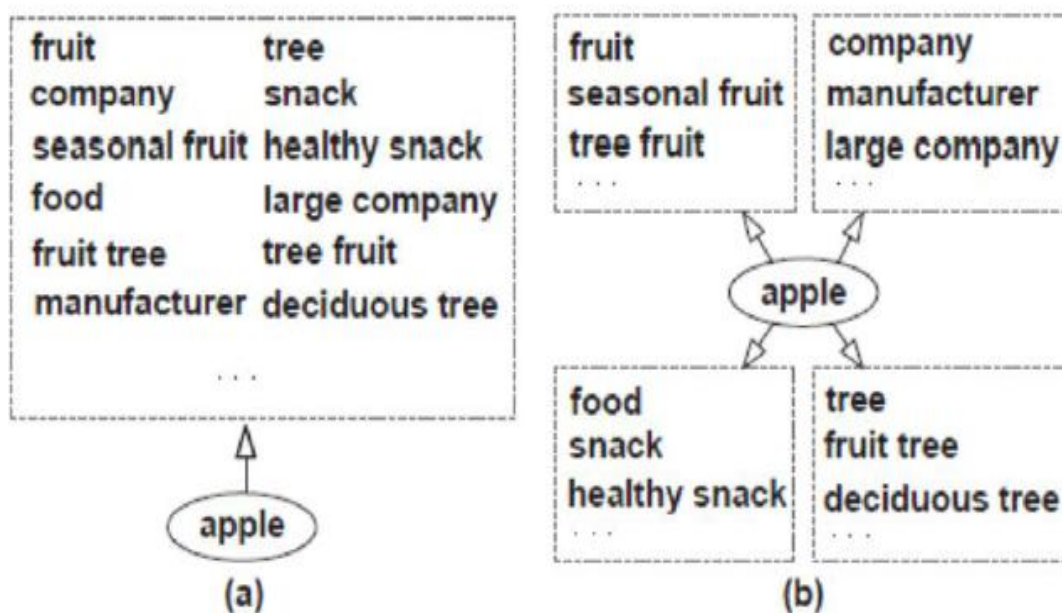 fruit tree
company snack
seasonal fruit healthy snack
food large company
fruit tree tree fruit
manufacturer deciduous tree
. . .
apple
(a)
fruit
seasonal fruit
tree fruit
. . .
company
manufacturer
large company
. . .
apple
food
snack
healthy snack
. . .
tree
fruit tree
deciduous tree
. . .
(b)